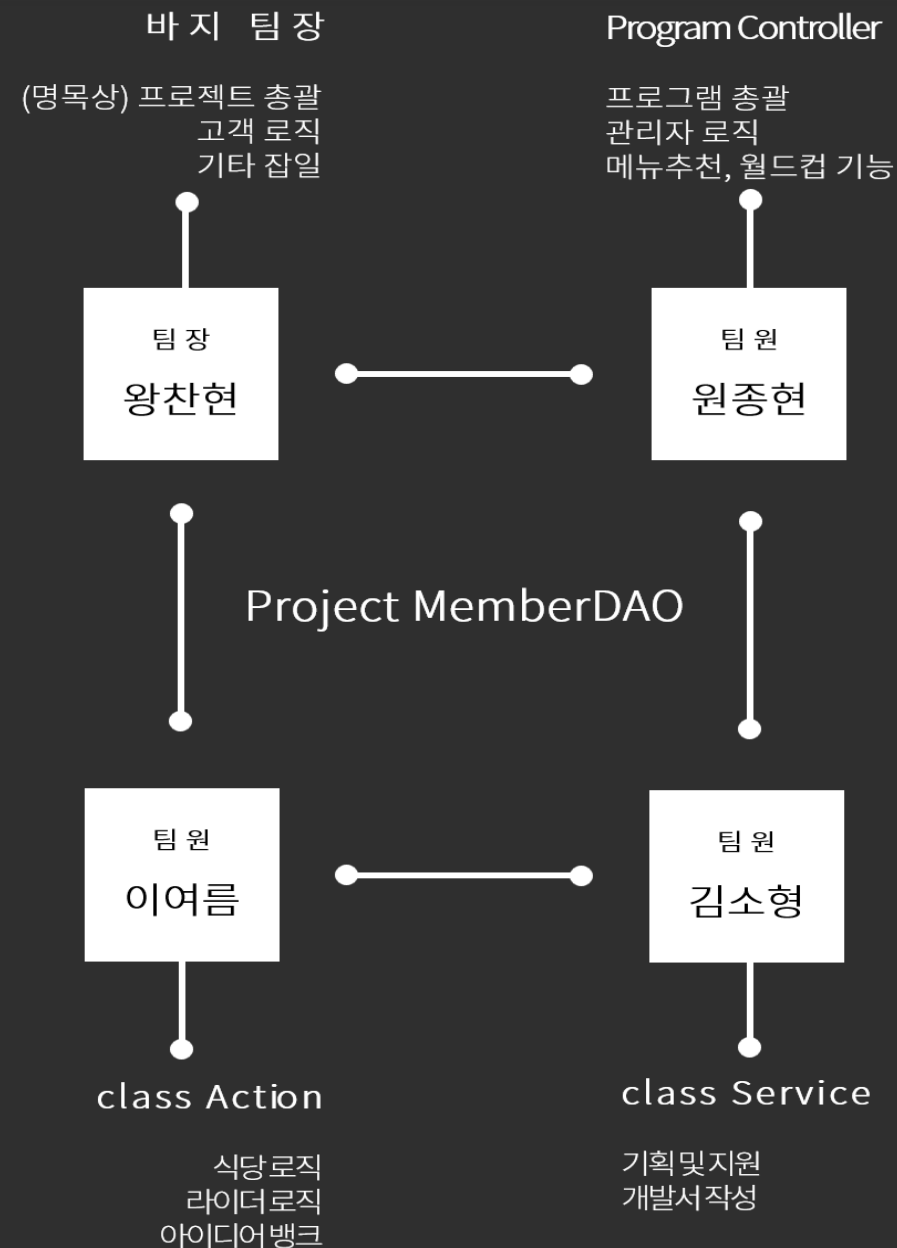 바지 팀장
(명목상) 프로젝트 총괄
고객 로직
기타 잡일
Program Controller
프로그램 총괄
관리자 로직
메뉴추천, 월드컵 기능
팀장
왕찬현
팀원
원종현
Project MemberDAO
팀원
이여름
팀원
김소형
class Action
식당로직
라이더로직
아이디어뱅크
class Service
기획및지원
개발서작성